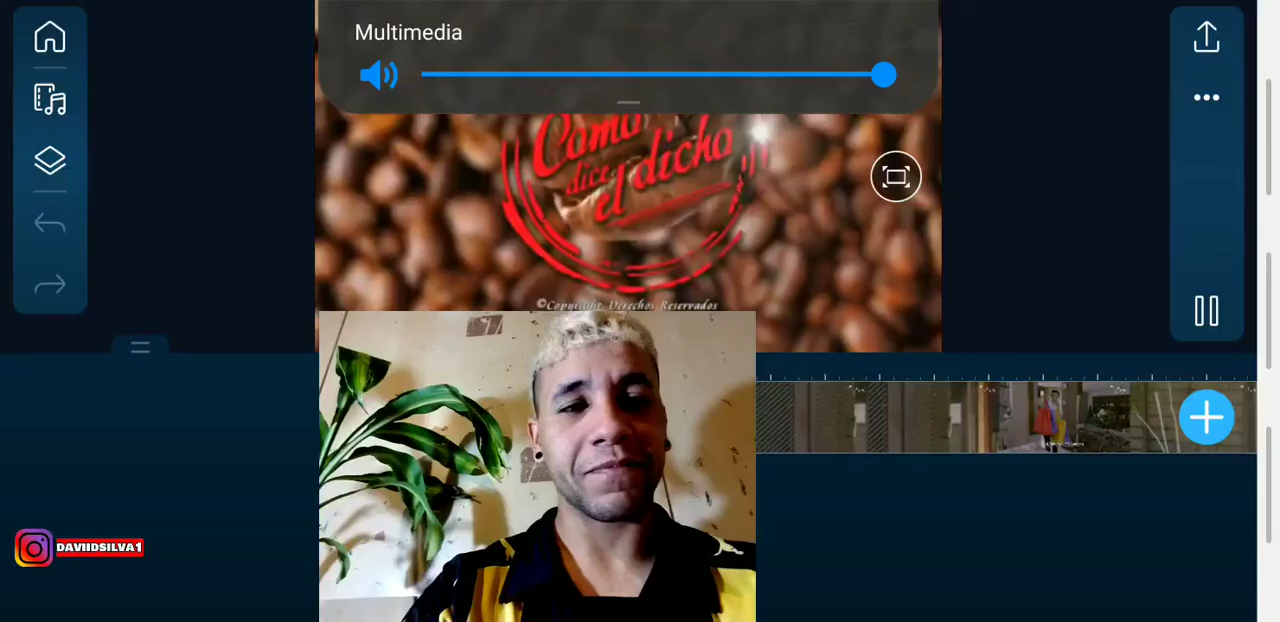 Multimedia
Como
dice
el dicho
©Copyright Derechos Reservados
DAVIIDSILVA1